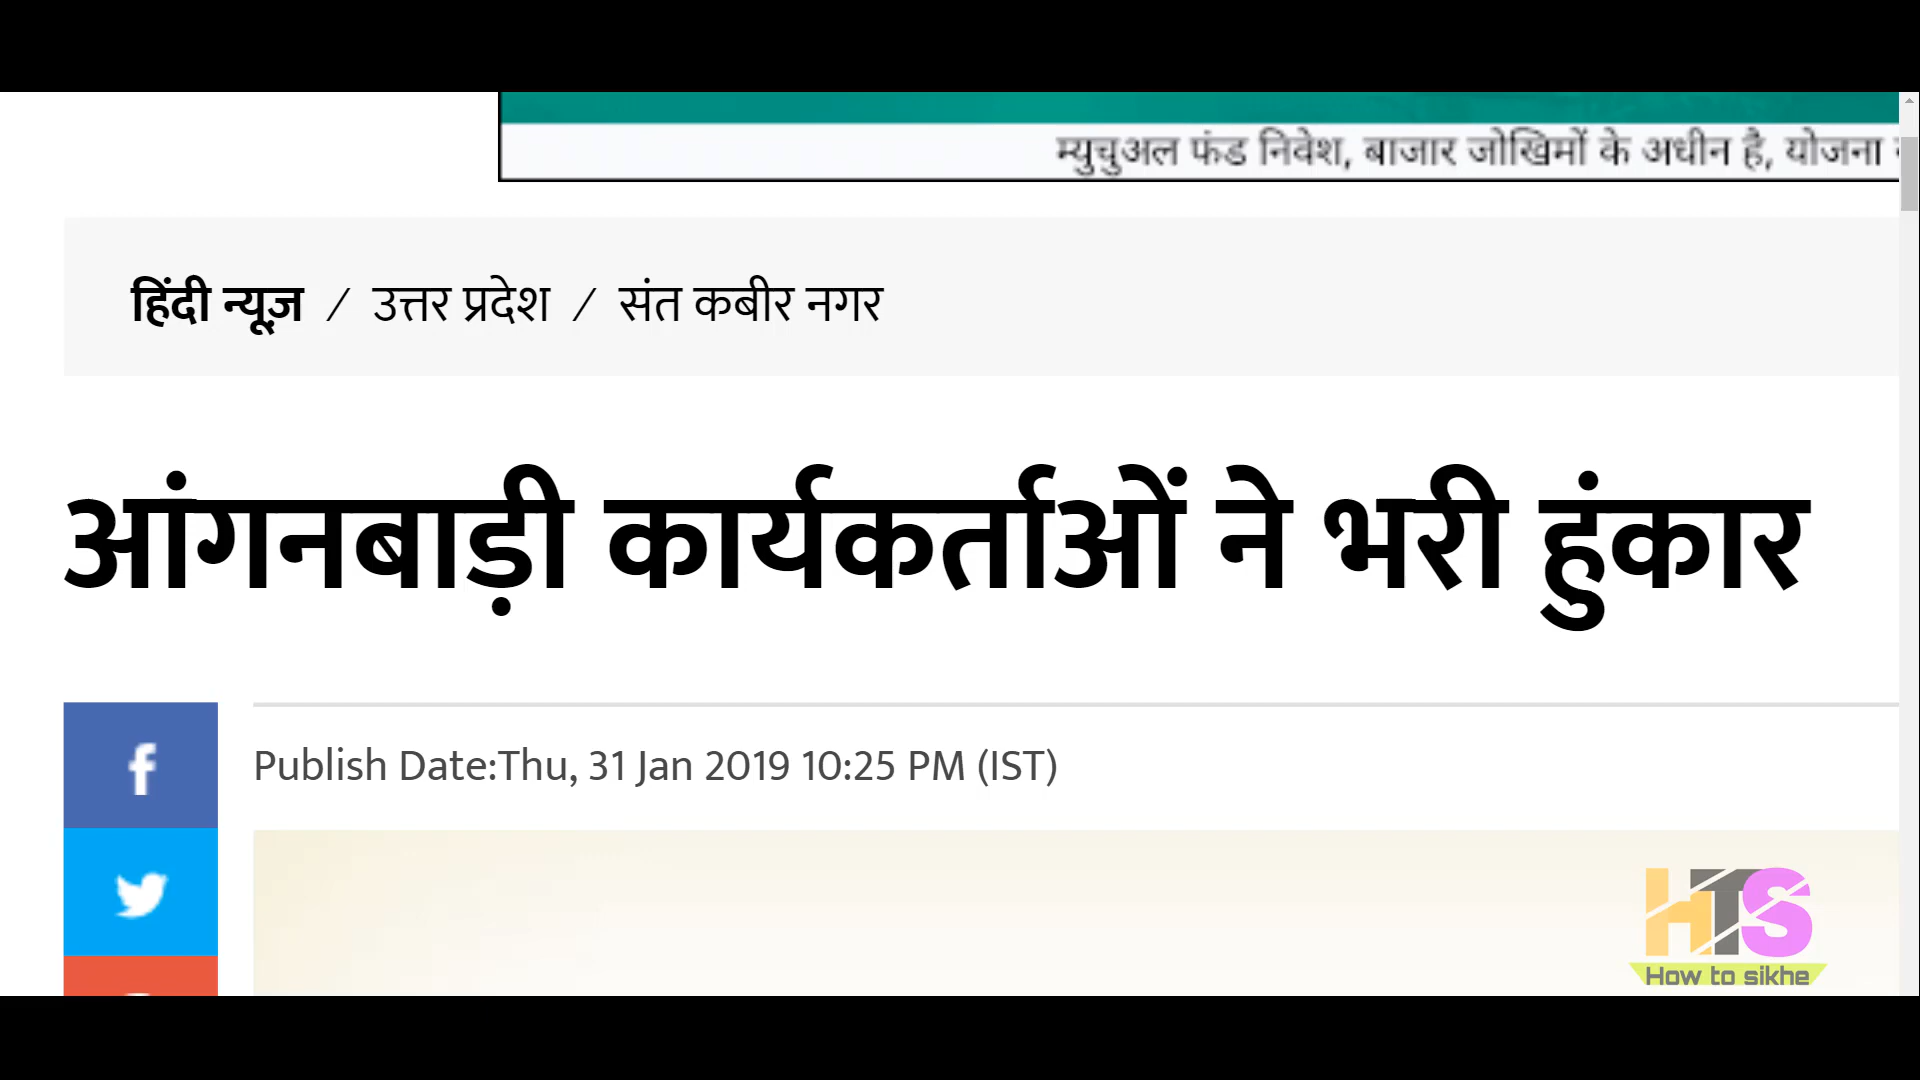 म्युचुअल फंड निवेश, बाजार जोखिमों के अधीन है, योजना
हिंदी न्यूज़ / उत्तर प्रदेश / संत कबीर नगर
आंगनबाड़ी कार्यकर्ताओं ने भरी हुंकार
f
Publish Date:Thu, 31 Jan 2019 10:25 PM (IST)
HTS
How to sikhe